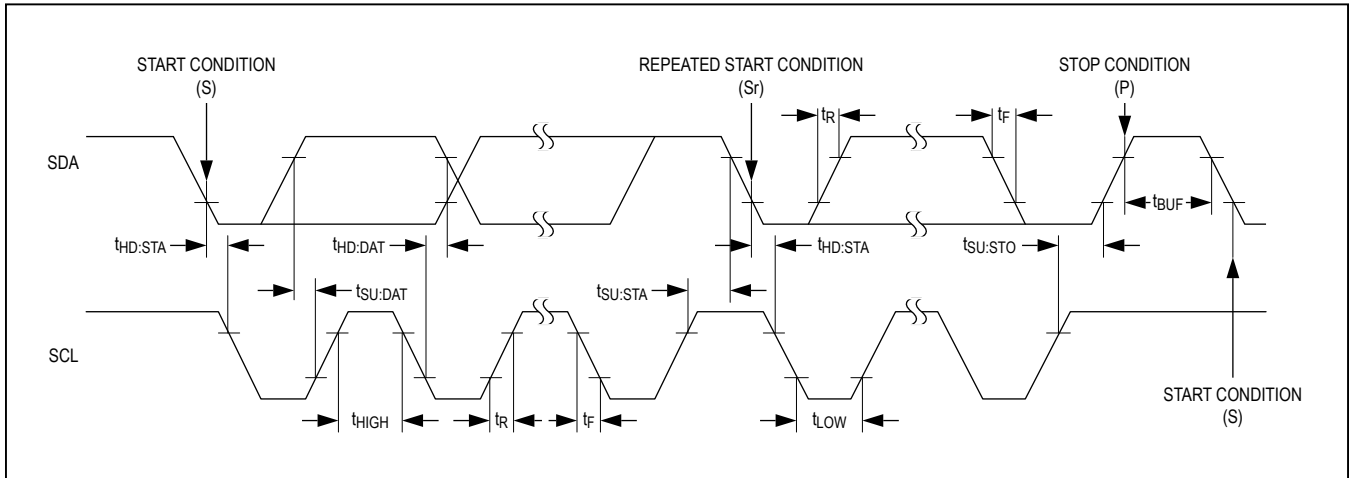 START CONDITION
(S)
REPEATED START CONDITION
(Sr)
STOP CONDITION
(P)
tR
tF
SDA
tBUF
tHD:STA
tHD:DAT
tHD:STA
tSU:STO
tSU:DAT
tSU:STA
SCL
tHIGH
tR
tF
tLOW
START CONDITION
(S)